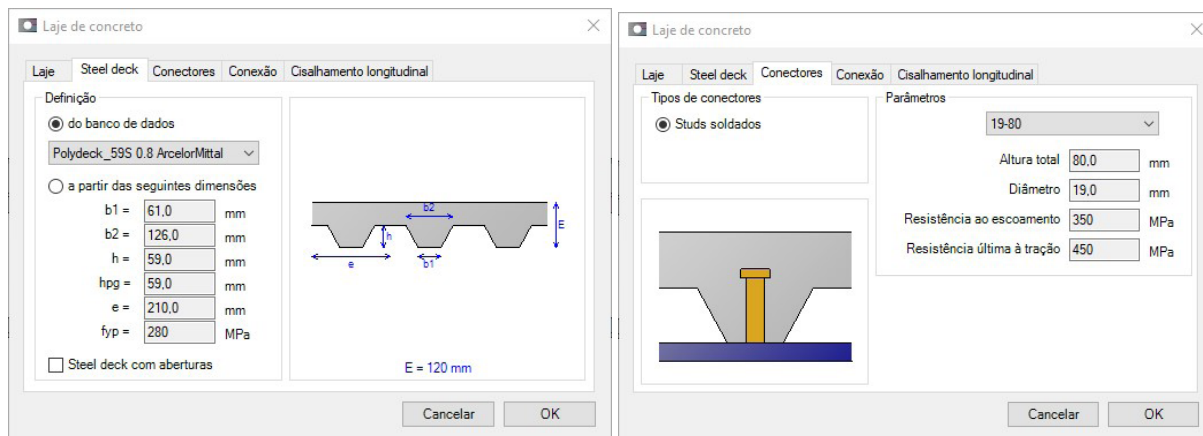 Laje de concreto
Laje Steel deck Conectores Conexão Cisalhamento longitudinal
Definição
do banco de dados
Polydeck_59S 0.8 ArcelorMittal
a partir das seguintes dimensões
b1 = 61,0 mm
b2 = 126,0 mm
h = 59,0 mm
hpg = 59,0 mm
e = 210,0 mm
fyp = 280 MPa
Steel deck com aberturas
b2
E
h
e
b1
E = 120 mm
Cancelar OK
Laje de concreto
Laje Steel deck Conectores Conexão Cisalhamento longitudinal
Tipos de conectores
Studs soldados
Parâmetros
19-80
Altura total 80,0 mm
Diâmetro 19,0 mm
Resistência ao escoamento 350 MPa
Resistência última à tração 450 MPa
Cancelar OK